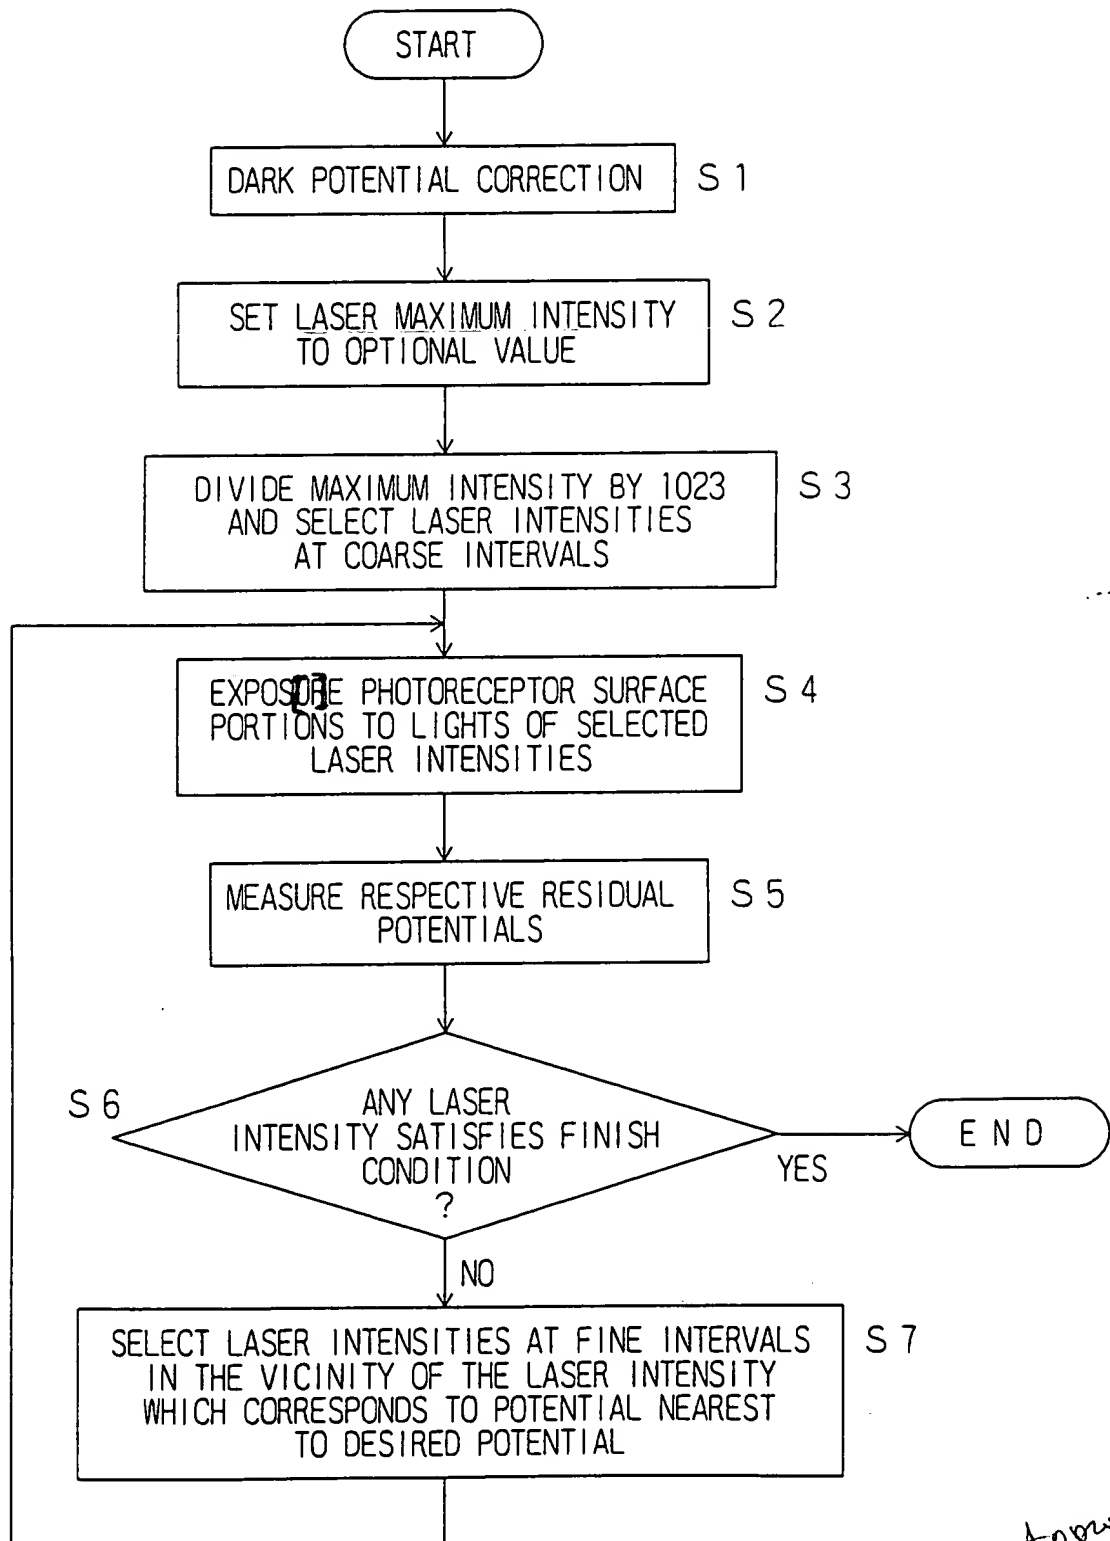 START
DARK POTENTIAL CORRECTION
S 1
SET LASER MAXIMUM INTENSITY
TO OPTIONAL VALUE
S 2
DIVIDE MAXIMUM INTENSITY BY 1023
AND SELECT LASER INTENSITIES
AT COARSE INTERVALS
S 3
PHOTORECEPTOR SURFACE
PORTIONS TO LIGHTS OF SELECTED
LASER INTENSITIES
S 4
MEASURE RESPECTIVE RESIDUAL
POTENTIALS
S 5
S 6
ANY LASER
INTENSITY SATISFIES FINISH
CONDITION
?
YES
E N D
NO
SELECT LASER INTENSITIES AT FINE INTERVALS
IN THE VICINITY OF THE LASER INTENSITY
WHICH CORRESPONDS TO POTENTIAL NEAREST
TO DESIRED POTENTIAL
S 7